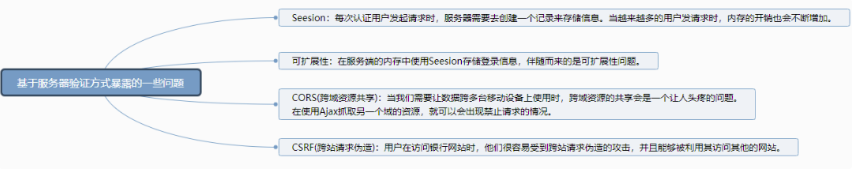 Seesion：每次认证用户发起请求时，服务器需要去创建一个记录来存储信息。当越来越多的用户发请求时，内存的开销也会不断增加。
可扩展性：在服务端的内存中使用Seesion存储登录信息，伴随而来的是可扩展性问题。
基于服务器验证方式暴露的一些问题
CORS(跨域资源共享)：当我们需要让数据跨多台移动设备上使用时，跨域资源的共享会是一个让人头疼的问题。
在使用Ajax抓取另一个域的资源，就可以会出现禁止请求的情况。
CSRF(跨站请求伪造)：用户在访问银行网站时，他们很容易受到跨站请求伪造的攻击，并且能够被利用其访问其他的网站。